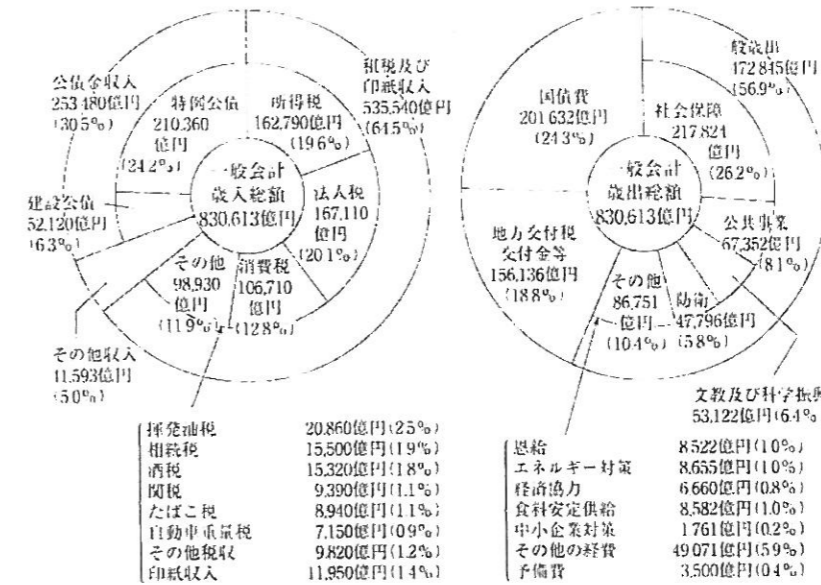 公債金収入
253,480億円
(30.5%)
特例公債
210,360
億円
(24.2%)
所得税
162,790億円
(19.6%)
租税及び
印紙収入
535,540億円
(64.5%)
一般会計
歳入総額
830,613億円
建設公債
52,120億円
(6.3%)
法人税
167,110
億円
(20.1%)
その他
98,930
億円
(11.9%)
消費税
106,710
億円
(12.8%)
その他収入
41,593億円
(5.0%)
揮発油税 20,860億円(2.5%)
相続税 15,500億円(1.9%)
酒税 15,320億円(1.8%)
関税 9,390億円(1.1%)
たばこ税 8,940億円(1.1%)
自動車重量税 7,150億円(0.9%)
その他税収 9,820億円(1.2%)
印紙収入 11,950億円(1.4%)
国債費
201,632億円
(24.3%)
一般歳出
472,845億円
(56.9%)
社会保障
217,824
億円
(26.2%)
一般会計
歳出総額
830,613億円
公共事業
67,352億円
(8.1%)
地方交付税
交付金等
156,136億円
(18.8%)
その他
86,751
億円
(10.4%)
防衛
47,796億円
(5.8%)
文教及び科学振興
53,122億円(6.4%
恩給 8,522億円(1.0%)
エネルギー対策 8,655億円(1.0%)
経済協力 6,660億円(0.8%)
食料安定供給 8,582億円(1.0%)
中小企業対策 1,761億円(0.2%)
その他の経費 49,071億円(5.9%)
予備費 3,500億円(0.4%)